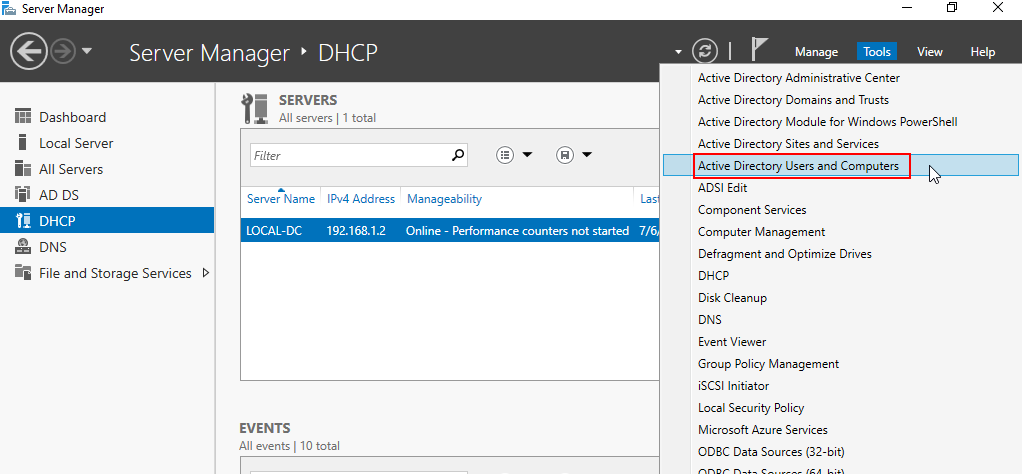 Server Manager
Server Manager ‣ DHCP
Manage Tools View Help
Dashboard
Local Server
All Servers
AD DS
DHCP
DNS
File and Storage Services
SERVERS
All servers | 1 total
Filter
Server Name IPv4 Address Manageability Last
LOCAL-DC 192.168.1.2 Online - Performance counters not started 7/6/
EVENTS
All events | 10 total
Active Directory Administrative Center
Active Directory Domains and Trusts
Active Directory Module for Windows PowerShell
Active Directory Sites and Services
Active Directory Users and Computers
ADSI Edit
Component Services
Computer Management
Defragment and Optimize Drives
DHCP
Disk Cleanup
DNS
Event Viewer
Group Policy Management
iSCSI Initiator
Local Security Policy
Microsoft Azure Services
ODBC Data Sources (32-bit)
ODBC Data Sources (64-bit)